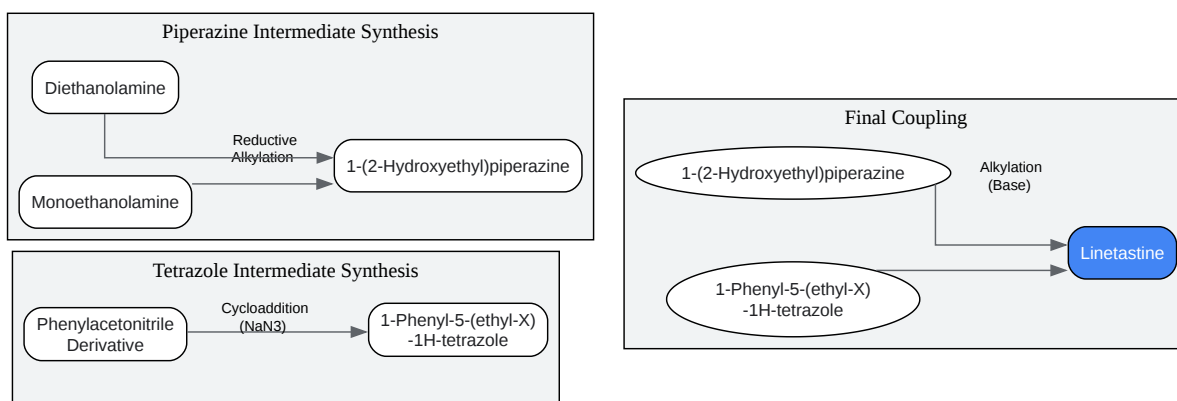 Piperazine Intermediate Synthesis
Diethanolamine
Reductive
Alkylation
1-(2-Hydroxyethyl)piperazine
Monoethanolamine
Tetrazole Intermediate Synthesis
Phenylacetonitrile
Derivative
Cycloaddition
(NaN3)
1-Phenyl-5-(ethyl-X)
-1H-tetrazole
Final Coupling
1-(2-Hydroxyethyl)piperazine
Alkylation
(Base)
Linetastine
1-Phenyl-5-(ethyl-X)
-1H-tetrazole